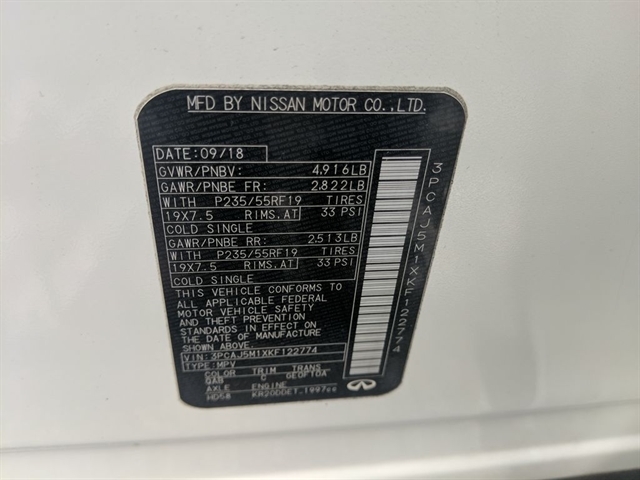 MFD BY NISSAN MOTOR CO.,LTD.
DATE:09/18
GVWR/PNBV: 4,916LB
GAWR/PNBE FR: 2,822LB
WITH P235/55RF19 TIRES
19X7.5 RIMS.AT 33 PSI
COLD SINGLE
GAWR/PNBE RR: 2,513LB
WITH P235/55RF19 TIRES
19X7.5 RIMS.AT 33 PSI
COLD SINGLE
THIS VEHICLE CONFORMS TO
ALL APPLICABLE FEDERAL
MOTOR VEHICLE SAFETY
AND THEFT PREVENTION
STANDARDS IN EFFECT ON
THE DATE OF MANUFACTURE
SHOWN ABOVE.
VIN:3PCAJ5M1XKF122774
TYPE:MPV
COLOR TRIM TRANS
QAB G 0E0FTDA
AXLE ENGINE
HD58 KR20DDET,1997cc
3PCAJ5M1XKF122774